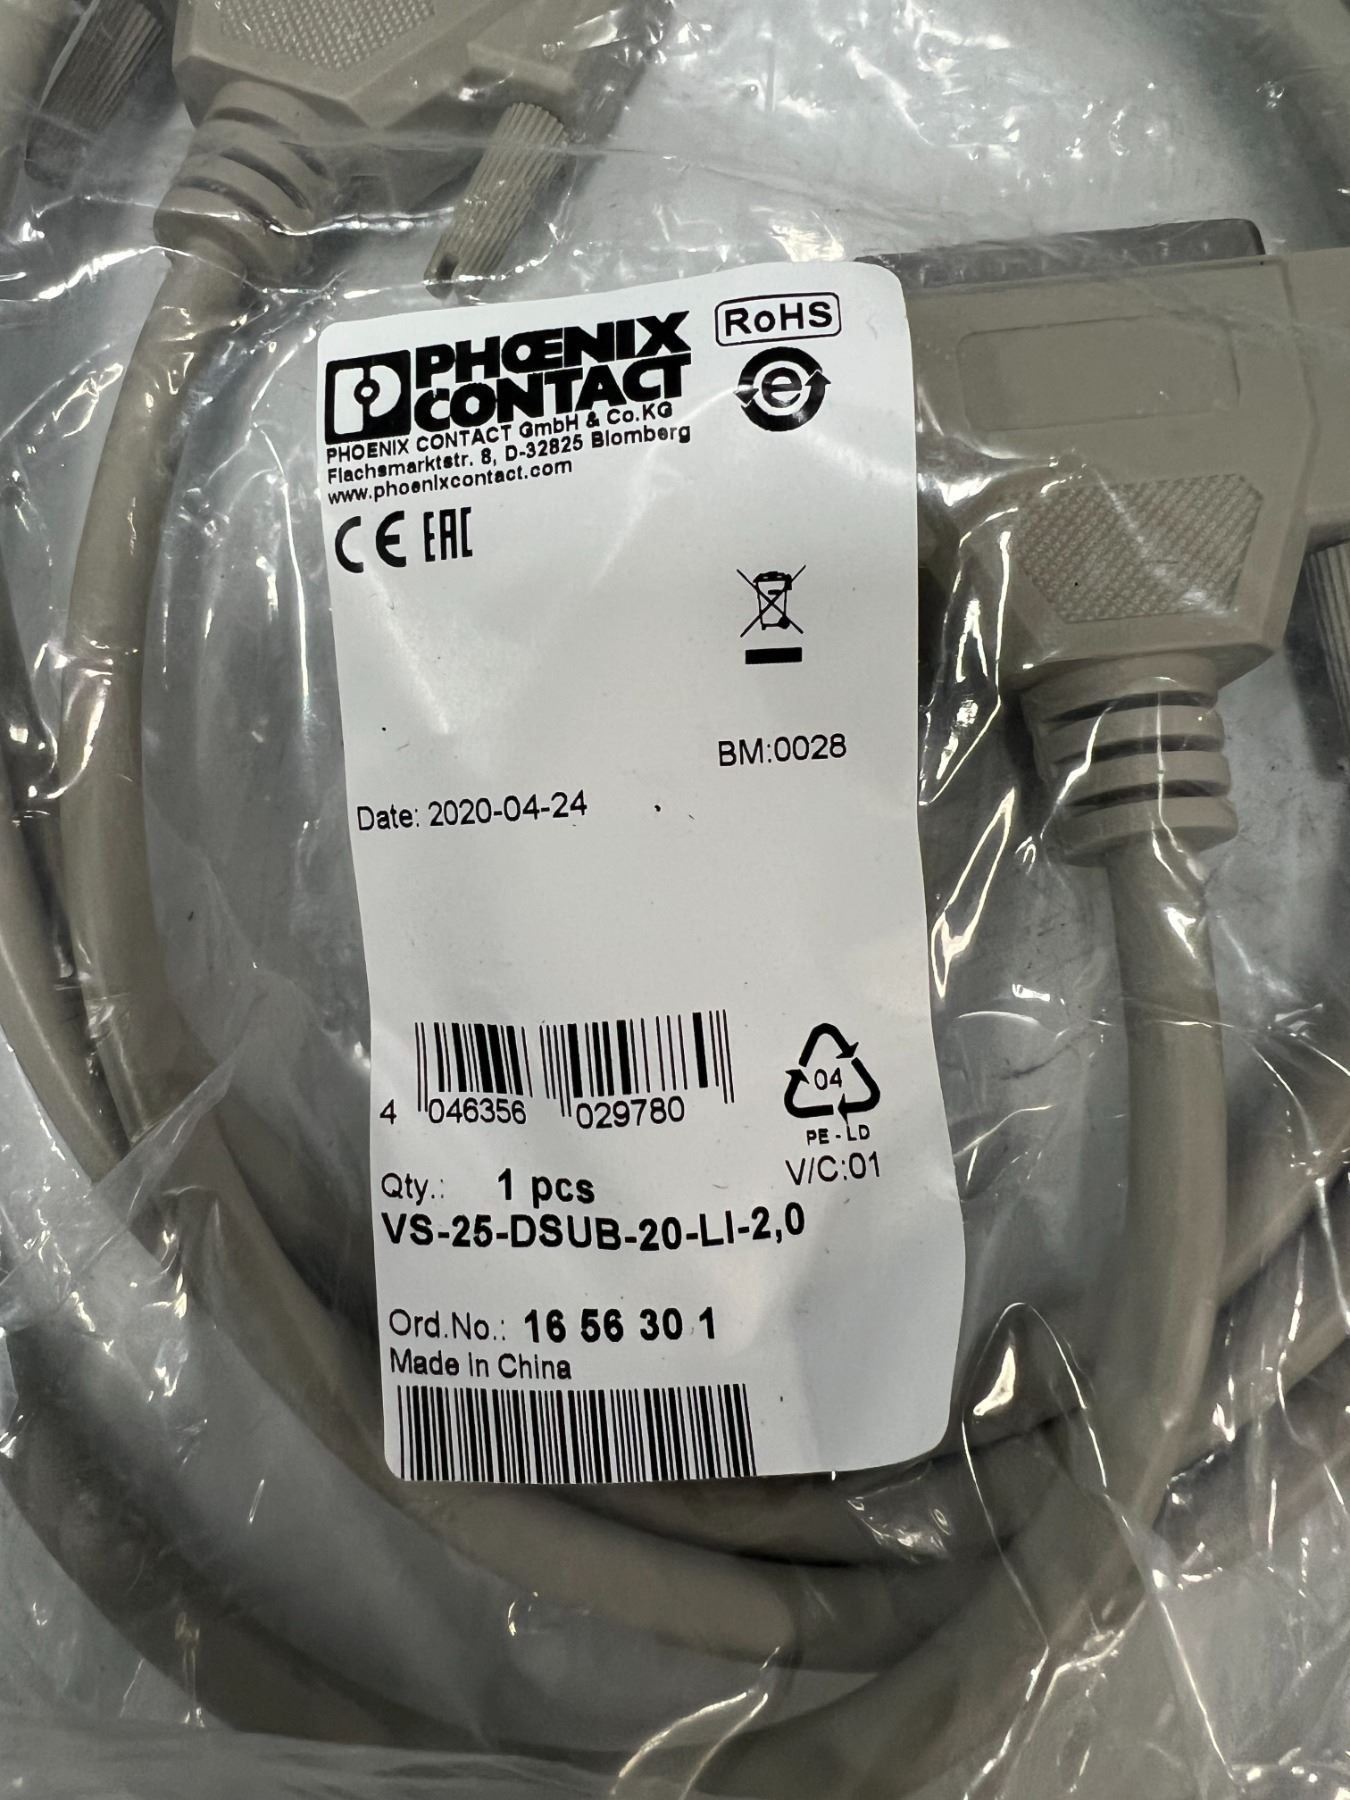 PHŒNIX
CONTACT
RoHS
e
PHOENIX CONTACT GmbH & Co.KG
Flachsmarktstr. 8, D-32825 Blomberg
www.phoenixcontact.com
CE EAC
BM:0028
Date: 2020-04-24
4 046356 029780
04
PE-LD
V/C:01
Qty.: 1 pcs
VS-25-DSUB-20-LI-2,0
Ord.No.: 16 56 30 1
Made in China